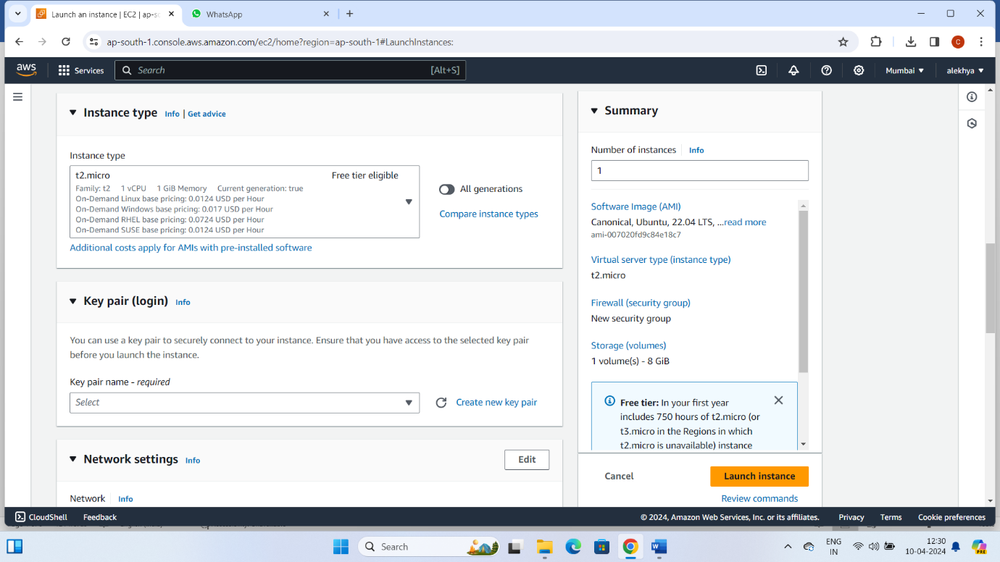 Launch an instance | EC2 | ap-sc
WhatsApp
ap-south-1.console.aws.amazon.com/ec2/home?region=ap-south-1#LaunchInstances:
C
aws
Services
Search
[Alt+S]
Mumbai
alekhya
Instance type
Info | Get advice
Instance type
t2.micro
Free tier eligible
Family: t2 1 vCPU 1 GiB Memory Current generation: true
On-Demand Linux base pricing: 0.0124 USD per Hour
On-Demand Windows base pricing: 0.017 USD per Hour
On-Demand RHEL base pricing: 0.0724 USD per Hour
On-Demand SUSE base pricing: 0.0124 USD per Hour
All generations
Compare instance types
Additional costs apply for AMIs with pre-installed software
Key pair (login) Info
You can use a key pair to securely connect to your instance. Ensure that you have access to the selected key pair
before you launch the instance.
Key pair name - required
Select
Create new key pair
Network settings Info
Edit
Network Info
Summary
Number of instances Info
1
Software Image (AMI)
Canonical, Ubuntu, 22.04 LTS, ...read more
ami-007020fd9c84e18c7
Virtual server type (instance type)
t2.micro
Firewall (security group)
New security group
Storage (volumes)
1 volume(s) - 8 GiB
Free tier: In your first year
includes 750 hours of t2.micro (or
t3.micro in the Regions in which
t2.micro is unavailable) instance
Cancel
Launch instance
Review commands
CloudShell
Feedback
© 2024, Amazon Web Services, Inc. or its affiliates.
Privacy
Terms
Cookie preferences
Search
ENG
IN
12:30
10-04-2024
PRE